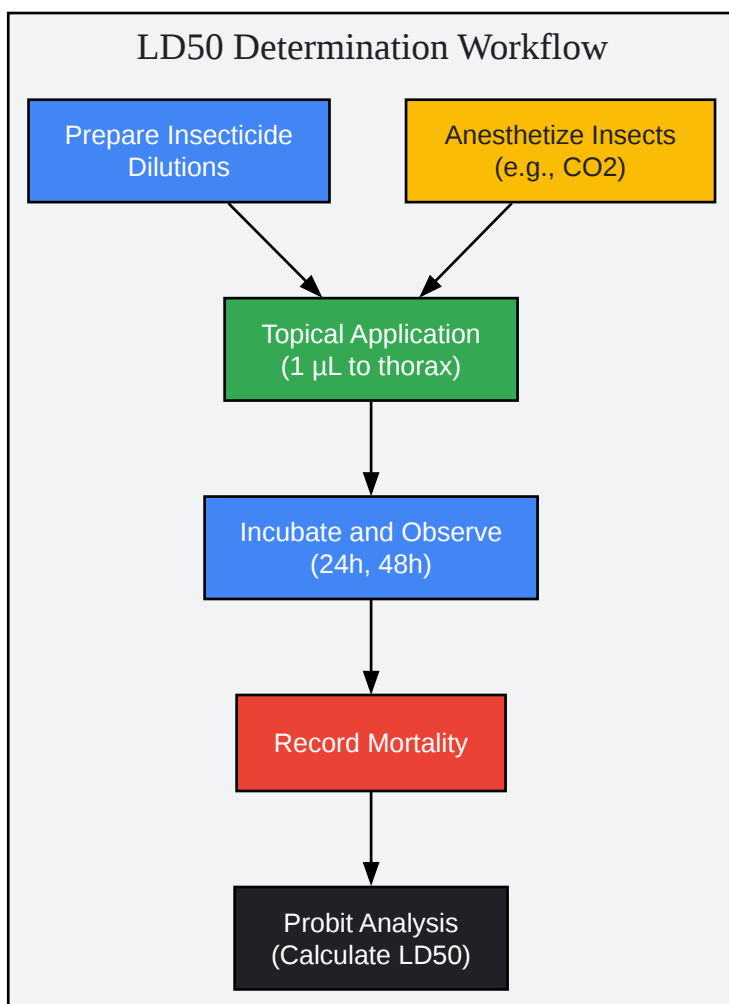 LD50 Determination Workflow
Prepare Insecticide
Dilutions
Anesthetize Insects
(e.g., CO2)
Topical Application
(1 µL to thorax)
Incubate and Observe
(24h, 48h)
Record Mortality
Probit Analysis
(Calculate LD50)